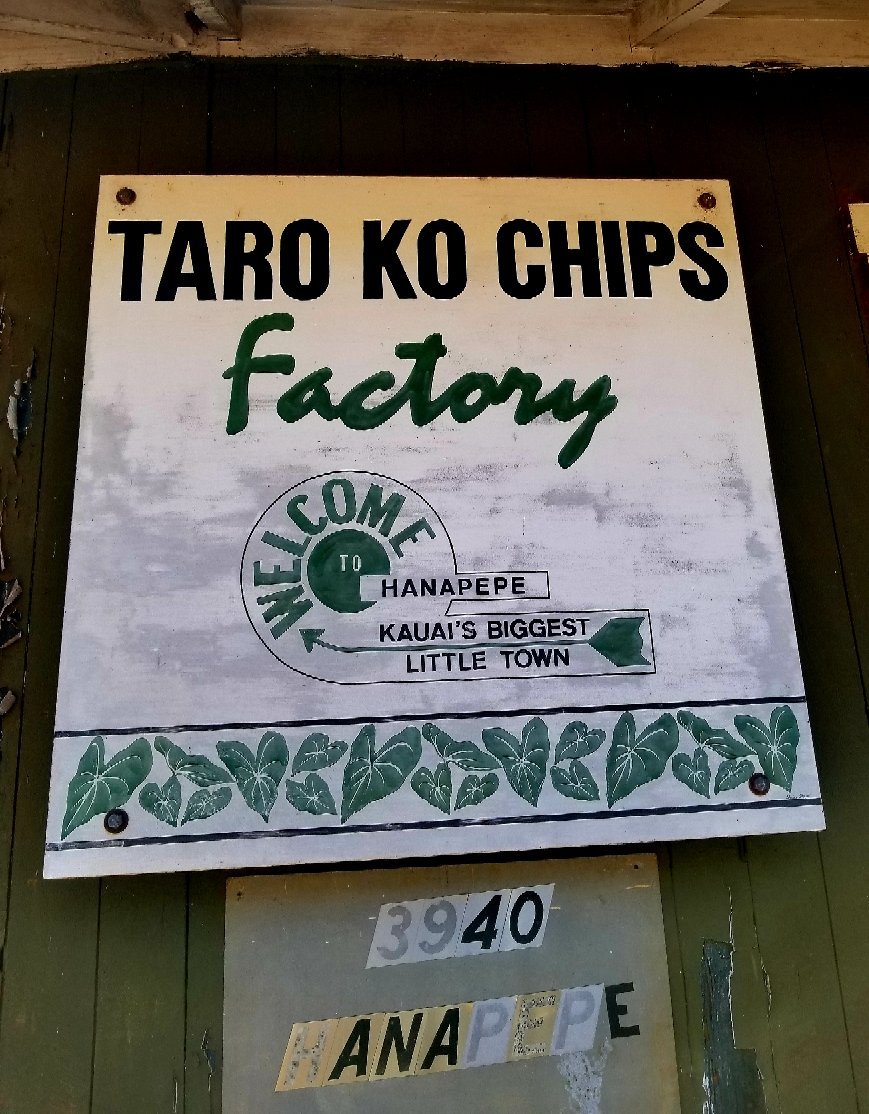 TARO KO CHIPS
Factory
WELCOME
TO
HANAPEPE
KAUAI'S BIGGEST
LITTLE TOWN
3940
HANAPEPE